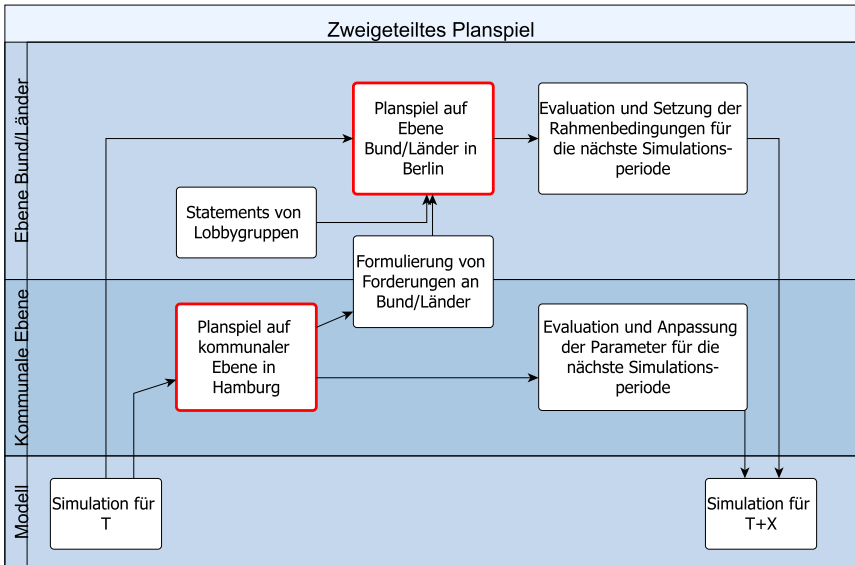 Zweigeteiltes Planspiel
Ebene Bund/Länder
Planspiel auf
Ebene
Bund/Länder in
Berlin
Evaluation und Setzung der
Rahmenbedingungen für
die nächste Simulations-
periode
Statements von
Lobbygruppen
Formulierung von
Forderungen an
Bund/Länder
Kommunale Ebene
Planspiel auf
kommunaler
Ebene in
Hamburg
Evaluation und Anpassung
der Parameter für die
nächste Simulations-
periode
Modell
Simulation für
T
Simulation für
T+X